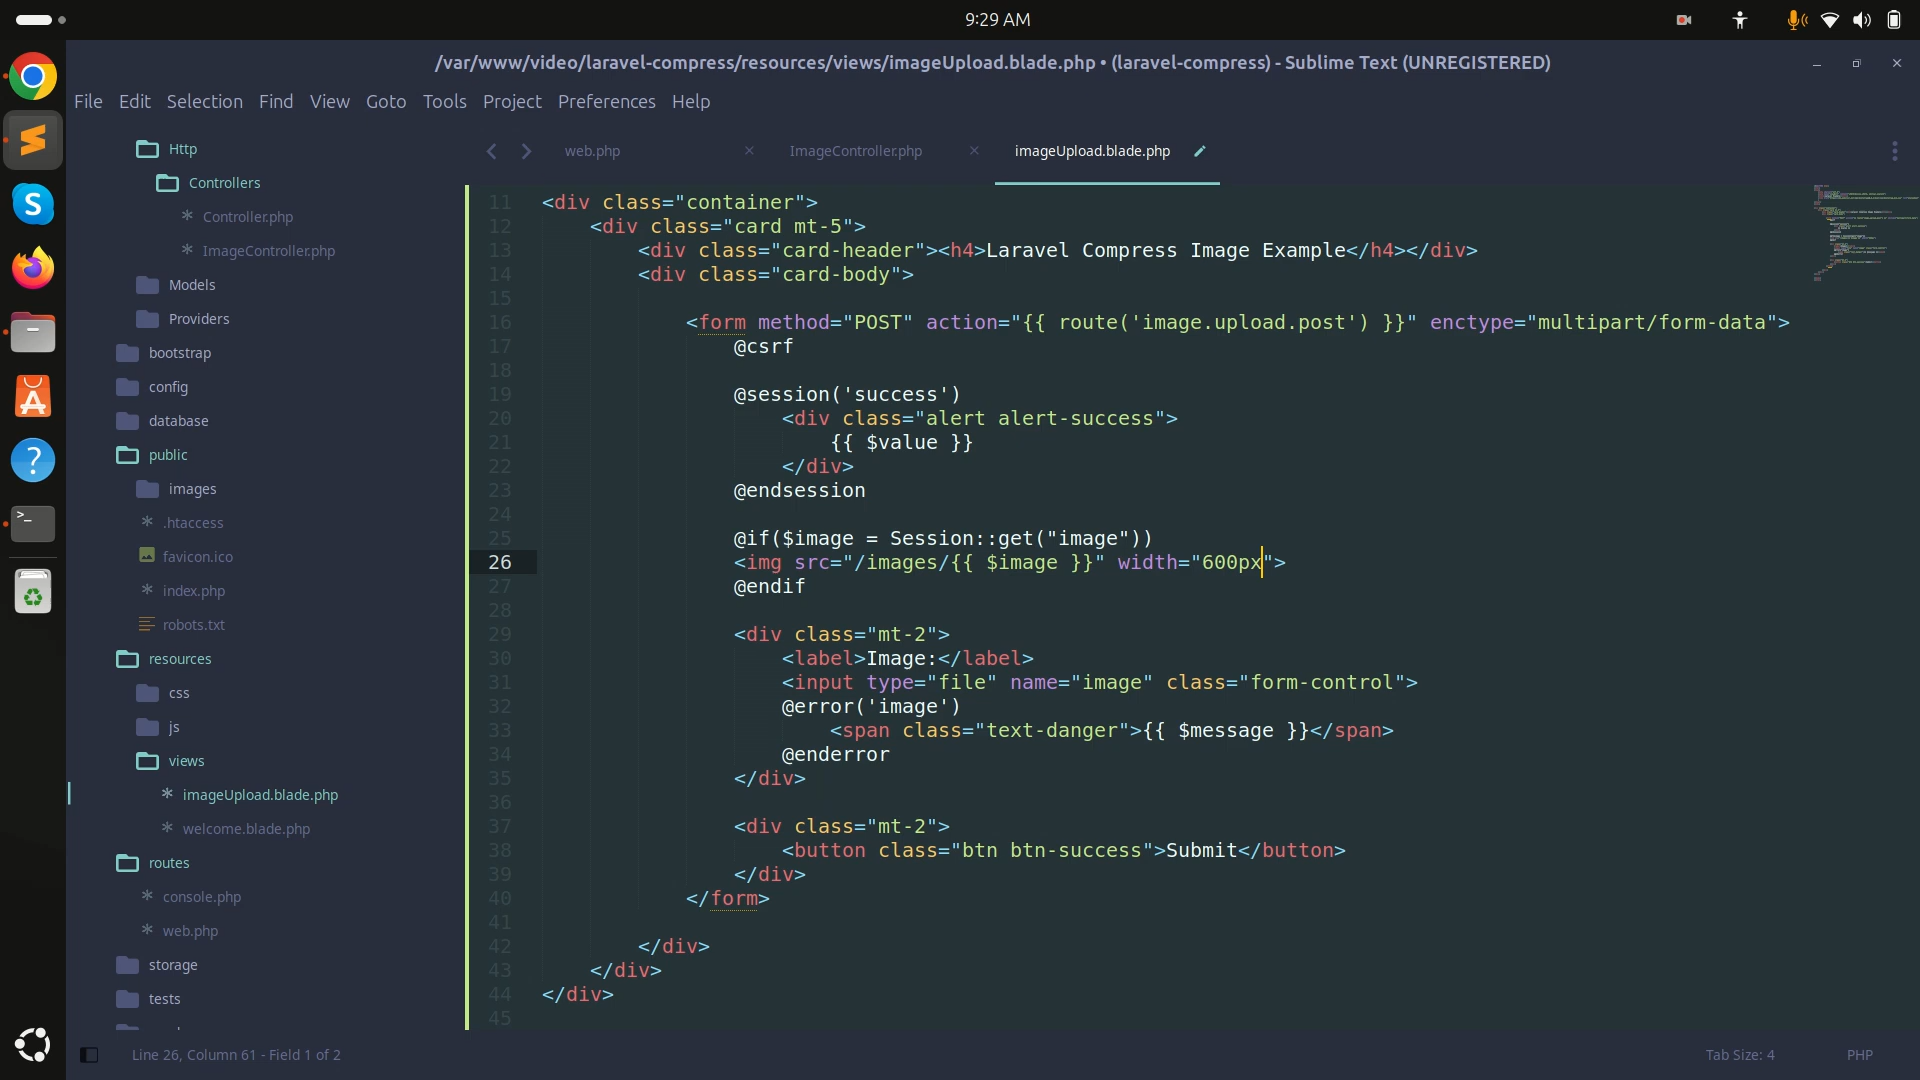 9:29 AM
/var/www/video/laravel-compress/resources/views/imageUpload.blade.php • (laravel-compress) - Sublime Text (UNREGISTERED)
File Edit Selection Find View Goto Tools Project Preferences Help
Http
Controllers
Controller.php
ImageController.php
Models
Providers
bootstrap
config
database
public
images
.htaccess
favicon.ico
index.php
robots.txt
resources
css
js
views
imageUpload.blade.php
welcome.blade.php
routes
console.php
web.php
storage
tests
web.php ImageController.php imageUpload.blade.php
11 <div class="container">
12 <div class="card mt-5">
13 <div class="card-header"><h4>Laravel Compress Image Example</h4></div>
14 <div class="card-body">
15
16 <form method="POST" action="{{ route('image.upload.post') }}" enctype="multipart/form-data">
17 @csrf
18
19 @session('success')
20 <div class="alert alert-success">
21 {{ $value }}
22 </div>
23 @endsession
24
25 @if($image = Session::get("image"))
26 <img src="/images/{{ $image }}" width="600px">
27 @endif
28
29 <div class="mt-2">
30 <label>Image:</label>
31 <input type="file" name="image" class="form-control">
32 @error('image')
33 <span class="text-danger">{{ $message }}</span>
34 @enderror
35 </div>
36
37 <div class="mt-2">
38 <button class="btn btn-success">Submit</button>
39 </div>
40 </form>
41
42 </div>
43 </div>
44 </div>
45
Line 26, Column 61 - Field 1 of 2
Tab Size: 4
PHP